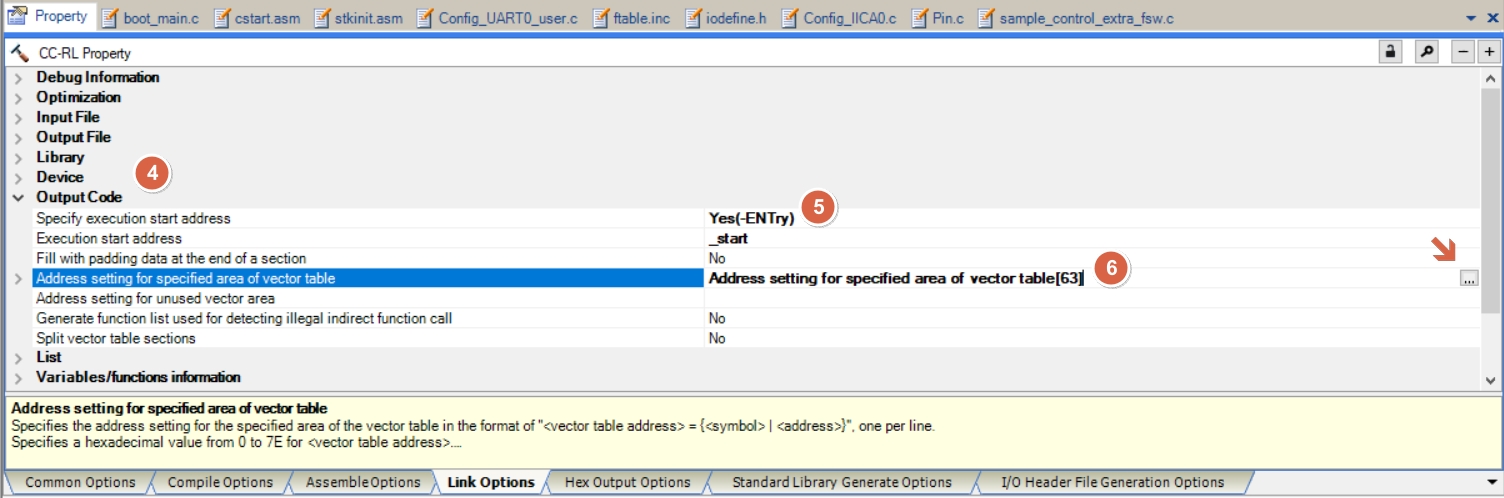 Property boot_main.c cstart.asm stkinit.asm Config_UART0_user.c ftable.inc iodefine.h Config_IICA0.c Pin.c sample_control_extra_fsw.c
CC-RL Property
Debug Information
Optimization
Input File
Output File
Library
4
Device
Output Code
Specify execution start address Yes(-ENTry) 5
Execution start address _start
Fill with padding data at the end of a section No
Address setting for specified area of vector table Address setting for specified area of vector table[63] 6 ...
Address setting for unused vector area
Generate function list used for detecting illegal indirect function call No
Split vector table sections No
List
Variables/functions information
Address setting for specified area of vector table
Specifies the address setting for the specified area of the vector table in the format of "<vector table address> = {<symbol> | <address>}", one per line.
Specifies a hexadecimal value from 0 to 7E for <vector table address>....
Common Options Compile Options Assemble Options Link Options Hex Output Options Standard Library Generate Options I/O Header File Generation Options